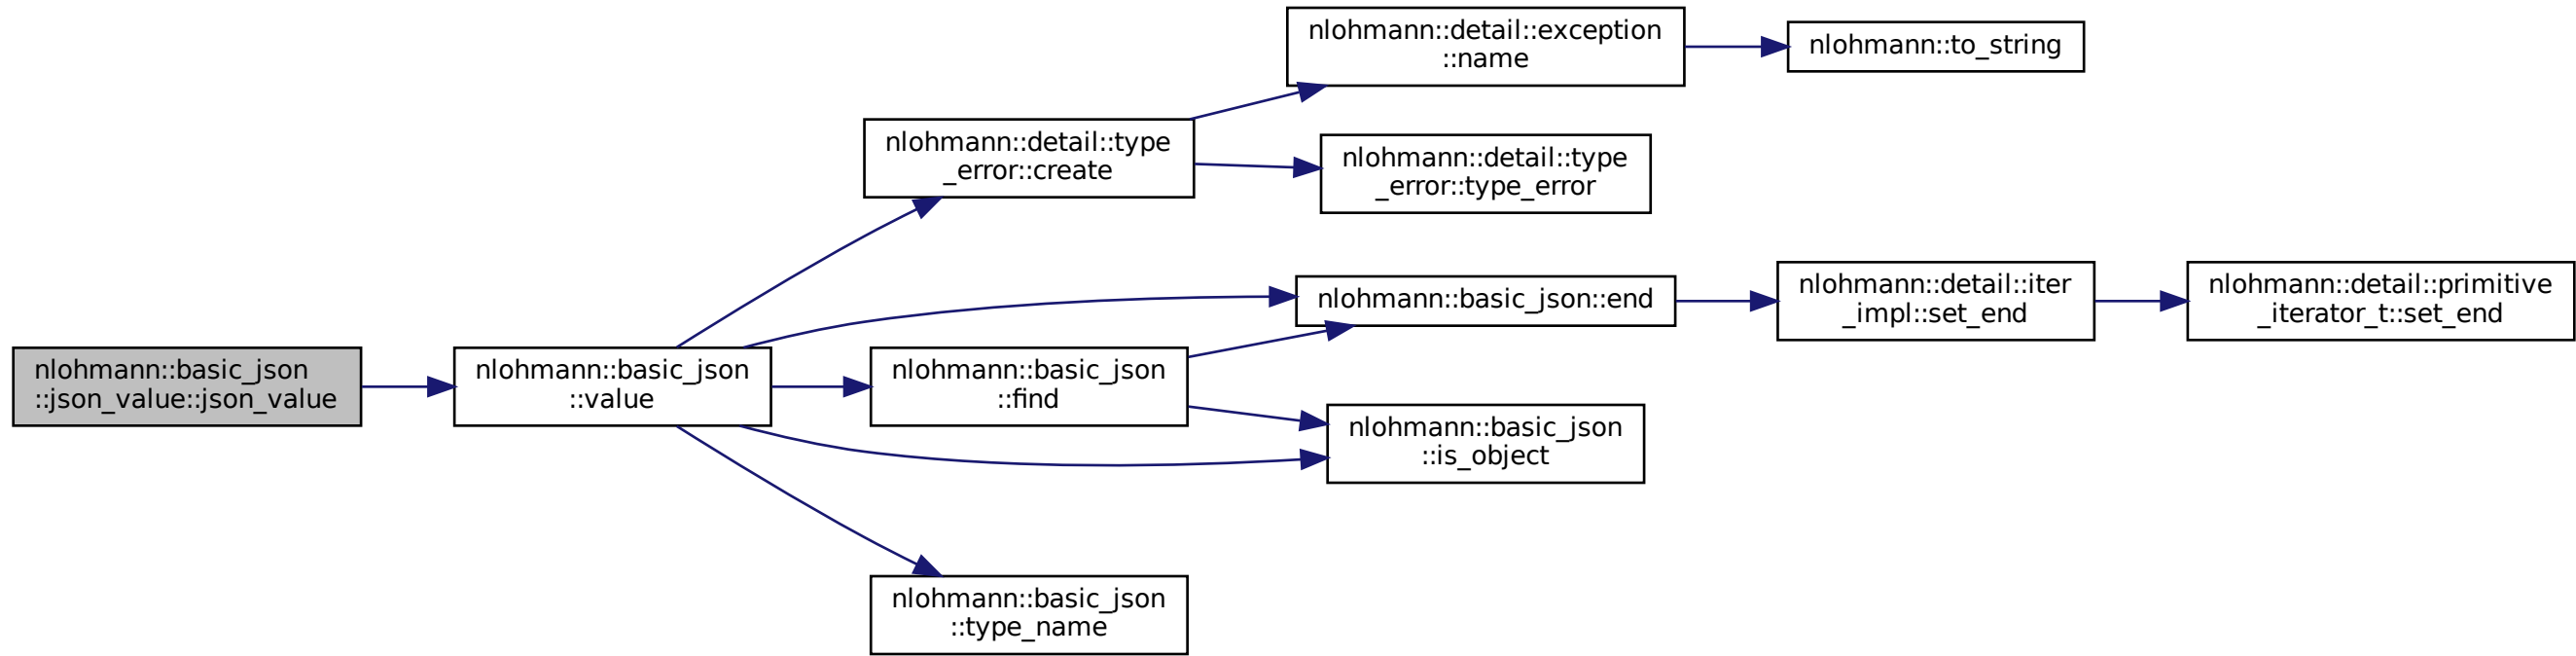 nlohmann::basic_json
::json_value::json_value
nlohmann::basic_json
::value
nlohmann::detail::type
_error::create
nlohmann::detail::exception
::name
nlohmann::to_string
nlohmann::detail::type
_error::type_error
nlohmann::basic_json::end
nlohmann::detail::iter
_impl::set_end
nlohmann::detail::primitive
_iterator_t::set_end
nlohmann::basic_json
::find
nlohmann::basic_json
::is_object
nlohmann::basic_json
::type_name